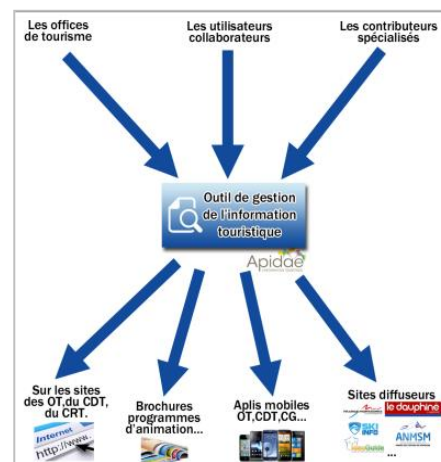 Les offices
de tourisme
Les utilisateurs
collaborateurs
Les contributeurs
spécialisés
Outil de gestion
de l'information
touristique
Apidae
Sur les sites
des OT,du CDT,
du CRT.
Internet
http://www.
Brochures
programmes
d'animation...
Aplis mobiles
OT,CDT,CG...
Sites diffuseurs
le dauphiné
SKI
INFO
ANMSM
...